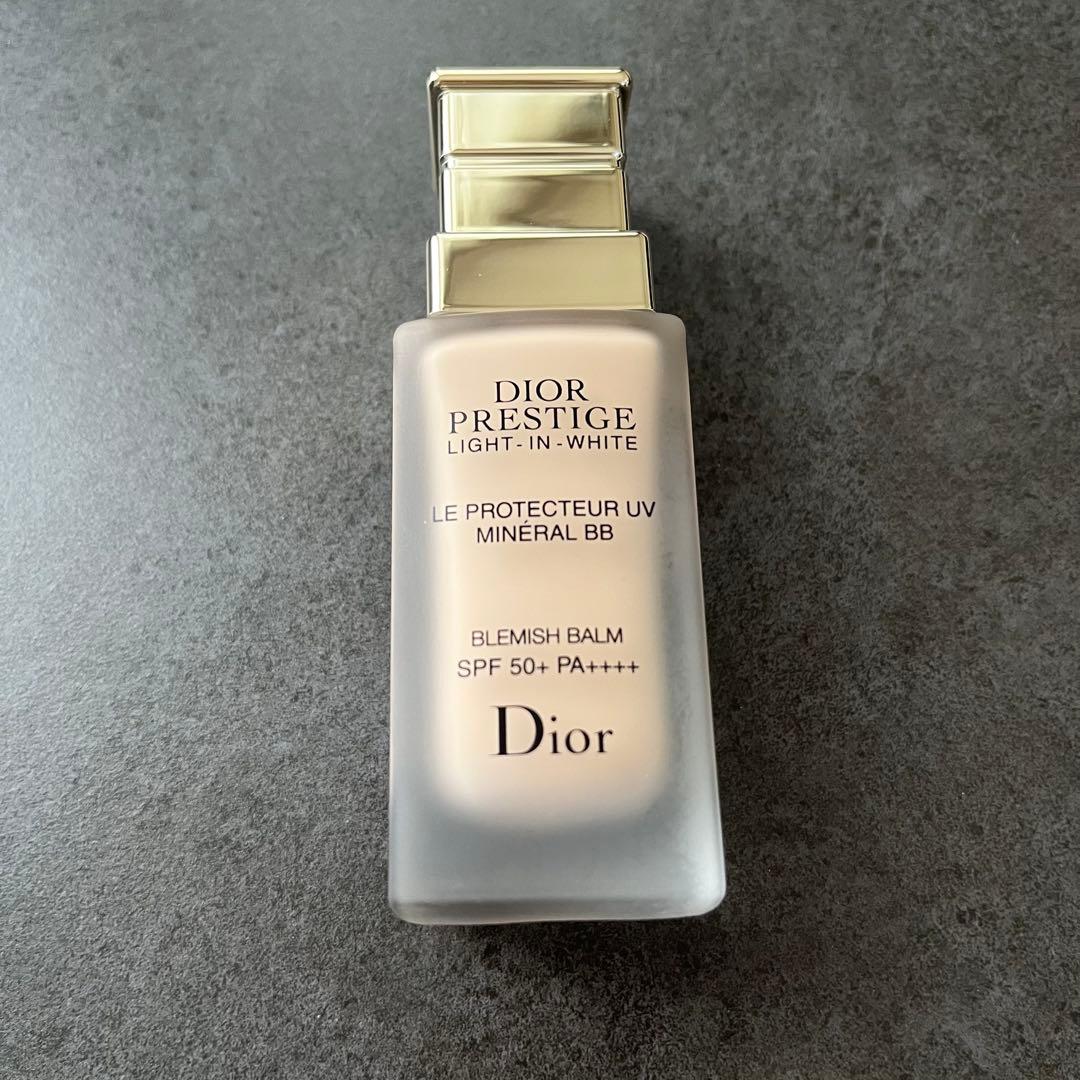 DIOR
PRESTIGE
LIGHT-IN-WHITE
LE PROTECTEUR UV
MINÉRAL BB
BLEMISH BALM
SPF 50+ PA++++
Dior